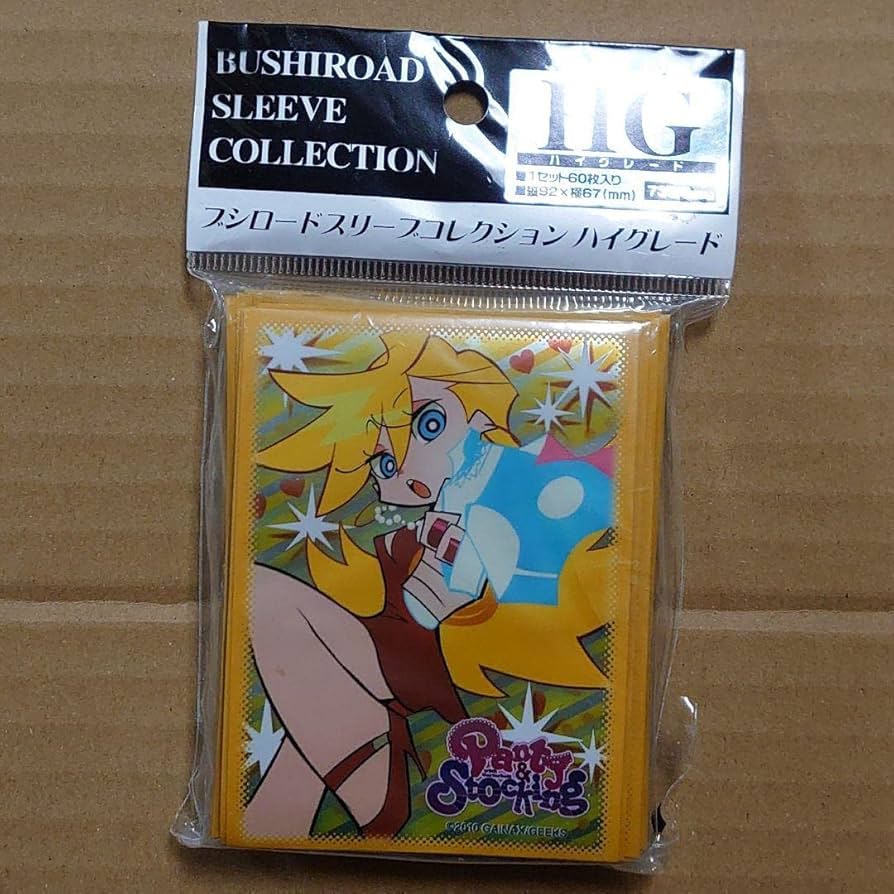 BUSHIROAD
SLEEVE
COLLECTION
HG
ハイグレード
1セット60枚入り
縦92×横67(mm)
ブシロードスリーブコレクション ハイグレード
Panty
&
Stocking
©2010 GAINAX/GEEKS